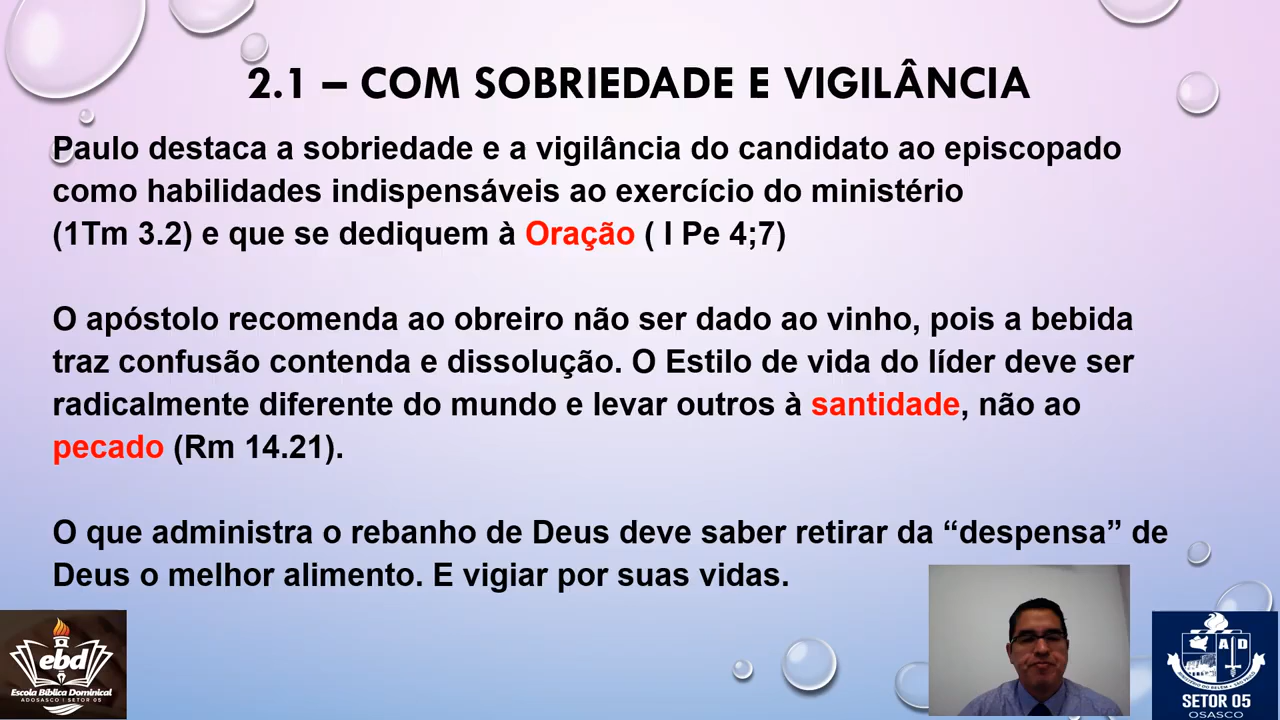 2.1 – COM SOBRIEDADE E VIGILÂNCIA
Paulo destaca a sobriedade e a vigilância do candidato ao episcopado
como habilidades indispensáveis ao exercício do ministério
(1Tm 3.2) e que se dediquem à Oração ( I Pe 4;7)
O apóstolo recomenda ao obreiro não ser dado ao vinho, pois a bebida
traz confusão contenda e dissolução. O Estilo de vida do líder deve ser
radicalmente diferente do mundo e levar outros à santidade, não ao
pecado (Rm 14.21).
O que administra o rebanho de Deus deve saber retirar da “despensa” de
Deus o melhor alimento. E vigiar por suas vidas.
ebd
Escola Bíblica Dominical
ADOSASCO | SETOR 05
AD
SETOR 05
OSASCO